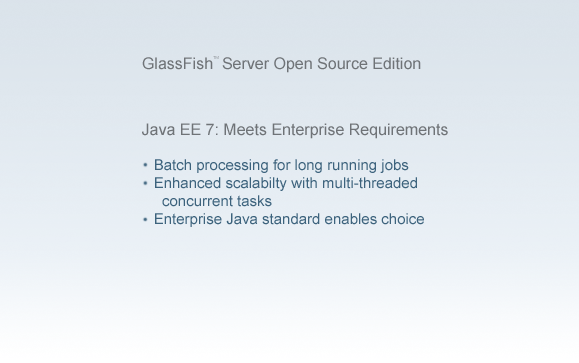 GlassFish™ Server Open Source Edition
Java EE 7: Meets Enterprise Requirements
• Batch processing for long running jobs
• Enhanced scalabilty with multi-threaded
concurrent tasks
• Enterprise Java standard enables choice